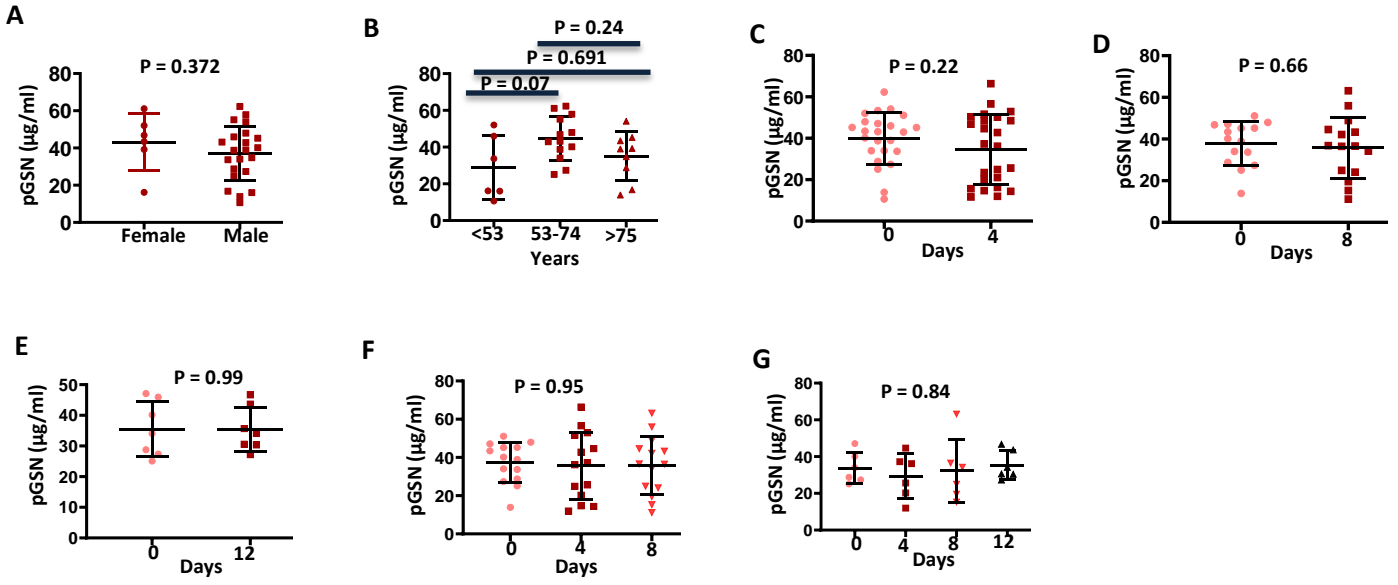 A
P = 0.372
pGSN (µg/ml)
80
60
40
20
0
Female Male
B
P = 0.24
P = 0.691
P = 0.07
pGSN (µg/ml)
80
60
40
20
0
<53 53-74 >75
Years
C
P = 0.22
pGSN (µg/ml)
80
60
40
20
0
0 4
Days
D
P = 0.66
pGSN (µg/ml)
80
60
40
20
0
0 8
Days
E
P = 0.99
pGSN (µg/ml)
50
40
30
20
10
0
0 12
Days
F
P = 0.95
pGSN (µg/ml)
80
60
40
20
0
0 4 8
Days
G
P = 0.84
pGSN (µg/ml)
80
60
40
20
0
0 4 8 12
Days